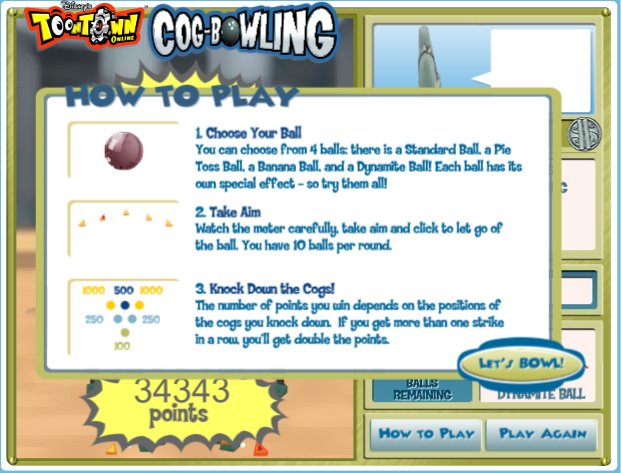 Disney's
TOONTOWN
ONLINE
COG-BOWLING
HOW TO PLAY
1. Choose Your Ball
You can choose from 4 balls: there is a Standard Ball, a Pie
Toss Ball, a Banana Ball, and a Dynamite Ball! Each ball has its
own special effect - so try them all!
2. Take Aim
Watch the meter carefully, take aim and click to let go of
the ball. You have 10 balls per round.
1000 500 1000
250 250
100
3. Knock Down the Cogs!
The number of points you win depends on the positions of
the cogs you knock down. If you get more than one strike
in a row, you'll get double the points.
LET'S BOWL!
34343
points
BALLS
REMAINING
DYNAMITE BALL
HOW TO PLAY
PLAY AGAIN